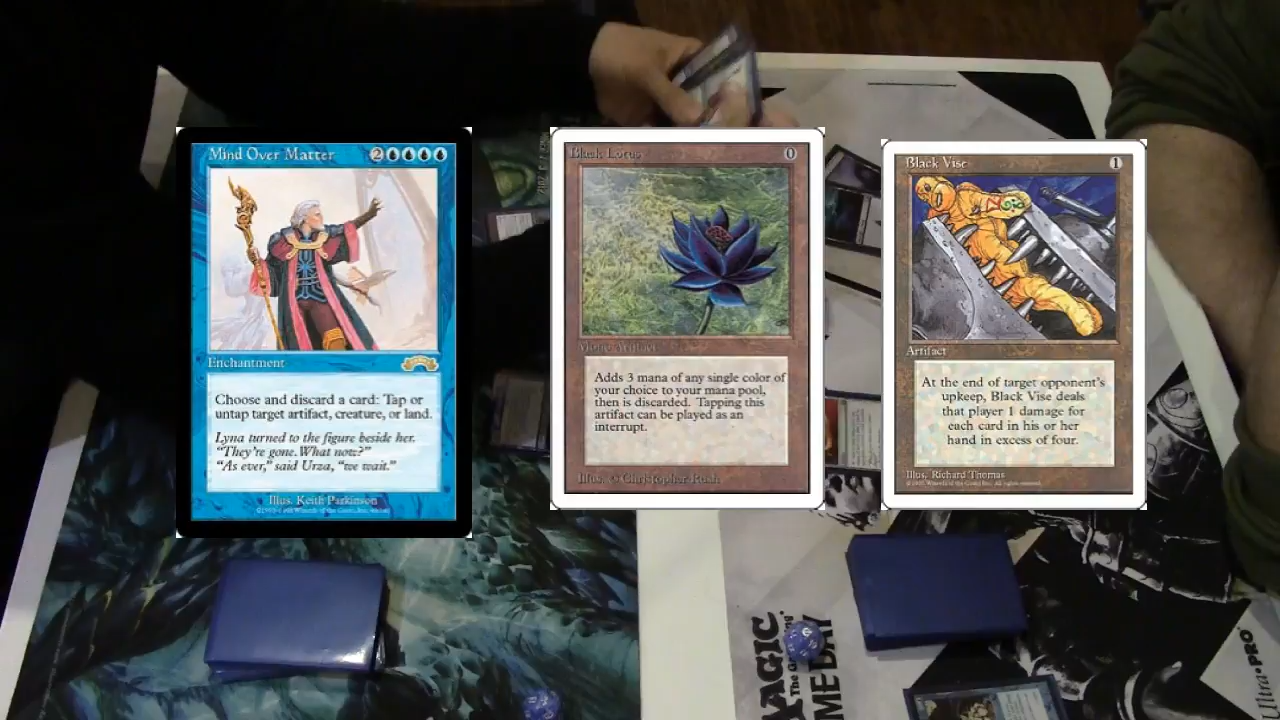 Mind Over Matter 2
Enchantment
Choose and discard a card: Tap or
untap target artifact, creature, or land.
Lyna turned to the figure beside her.
"They're gone. What now?"
"As ever," said Urza, "we wait."
Illus. Keith Parkinson
Black Lotus 0
Mono Artifact
Adds 3 mana of any single color of
your choice to your mana pool,
then is discarded. Tapping this
artifact can be played as an
interrupt.
Illus. © Christopher Rush
Black Vise 1
Artifact
At the end of target opponent's
upkeep, Black Vise deals
that player 1 damage for
each card in his or her
hand in excess of four.
Illus. Richard Thomas
MAGIC
The Gathering
ultra·PRO